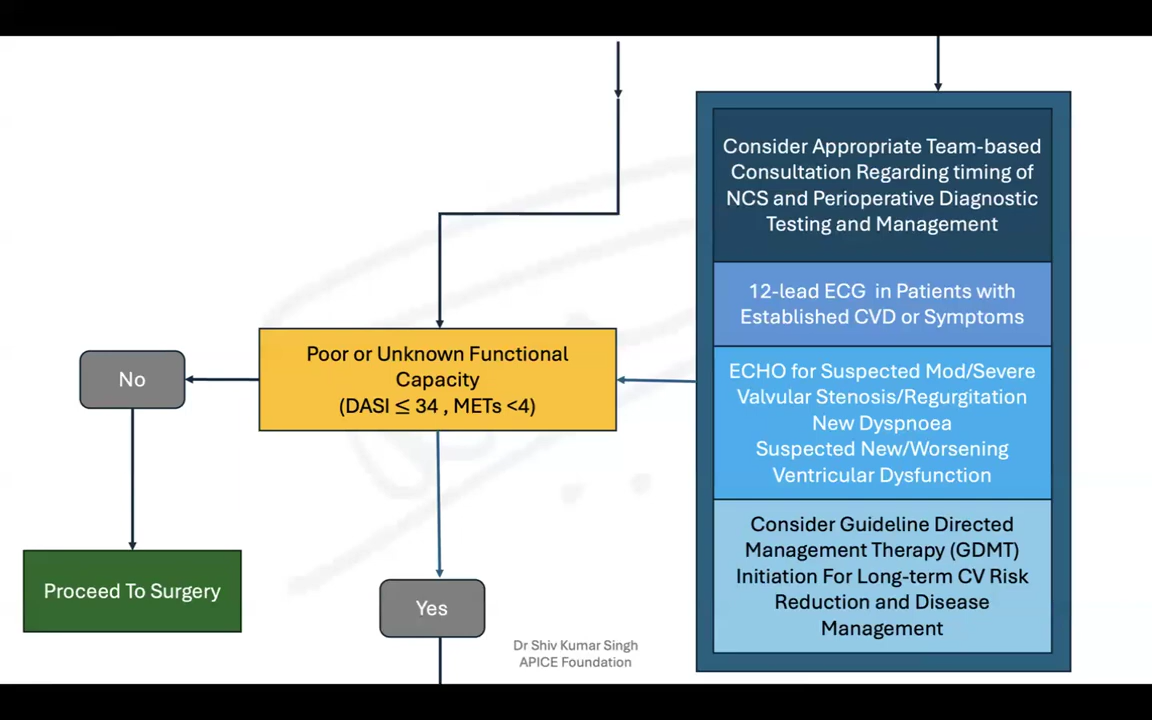 Consider Appropriate Team-based
Consultation Regarding timing of
NCS and Perioperative Diagnostic
Testing and Management
12-lead ECG in Patients with
Established CVD or Symptoms
ECHO for Suspected Mod/Severe
Valvular Stenosis/Regurgitation
New Dyspnoea
Suspected New/Worsening
Ventricular Dysfunction
Consider Guideline Directed
Management Therapy (GDMT)
Initiation For Long-term CV Risk
Reduction and Disease
Management
Poor or Unknown Functional
Capacity
(DASI ≤ 34 , METs <4)
No
Proceed To Surgery
Yes
Dr Shiv Kumar Singh
APICE Foundation